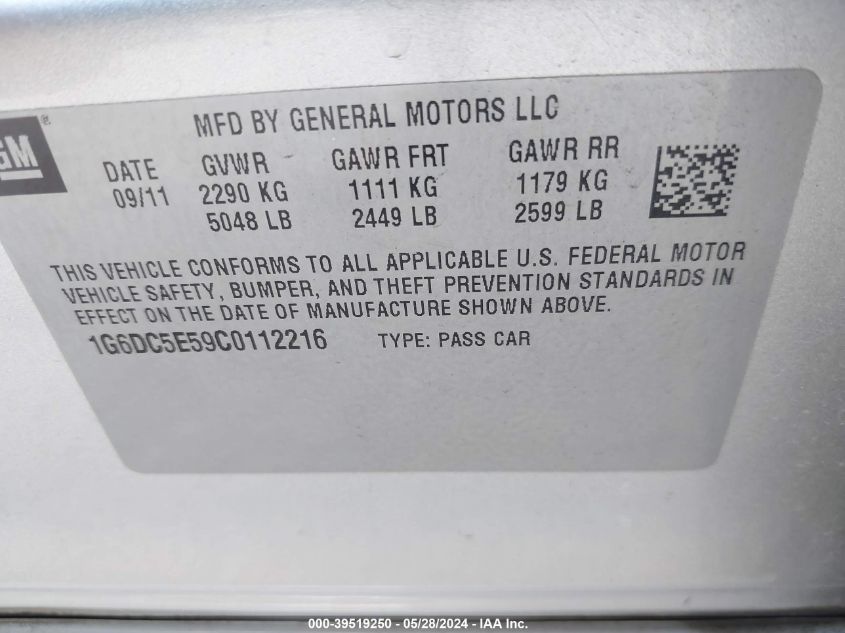 GM ®
MFD BY GENERAL MOTORS LLC
DATE GVWR GAWR FRT GAWR RR
09/11 2290 KG 1111 KG 1179 KG
5048 LB 2449 LB 2599 LB
THIS VEHICLE CONFORMS TO ALL APPLICABLE U.S. FEDERAL MOTOR
VEHICLE SAFETY, BUMPER, AND THEFT PREVENTION STANDARDS IN
EFFECT ON THE DATE OF MANUFACTURE SHOWN ABOVE.
1G6DC5E59C0112216 TYPE: PASS CAR
000-39519250 - 05/28/2024 - IAA Inc.